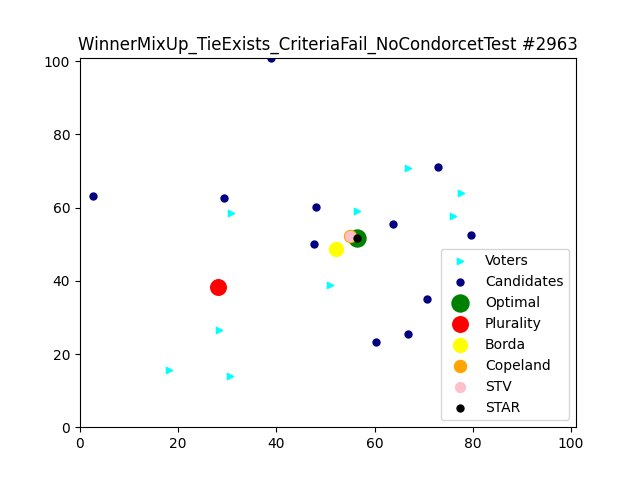 WinnerMixUp_TieExists_CriteriaFail_NoCondorcetTest #2963
100
80
60
40
20
0
0
20
40
60
80
100
Voters
Candidates
Optimal
Plurality
Borda
Copeland
STV
STAR